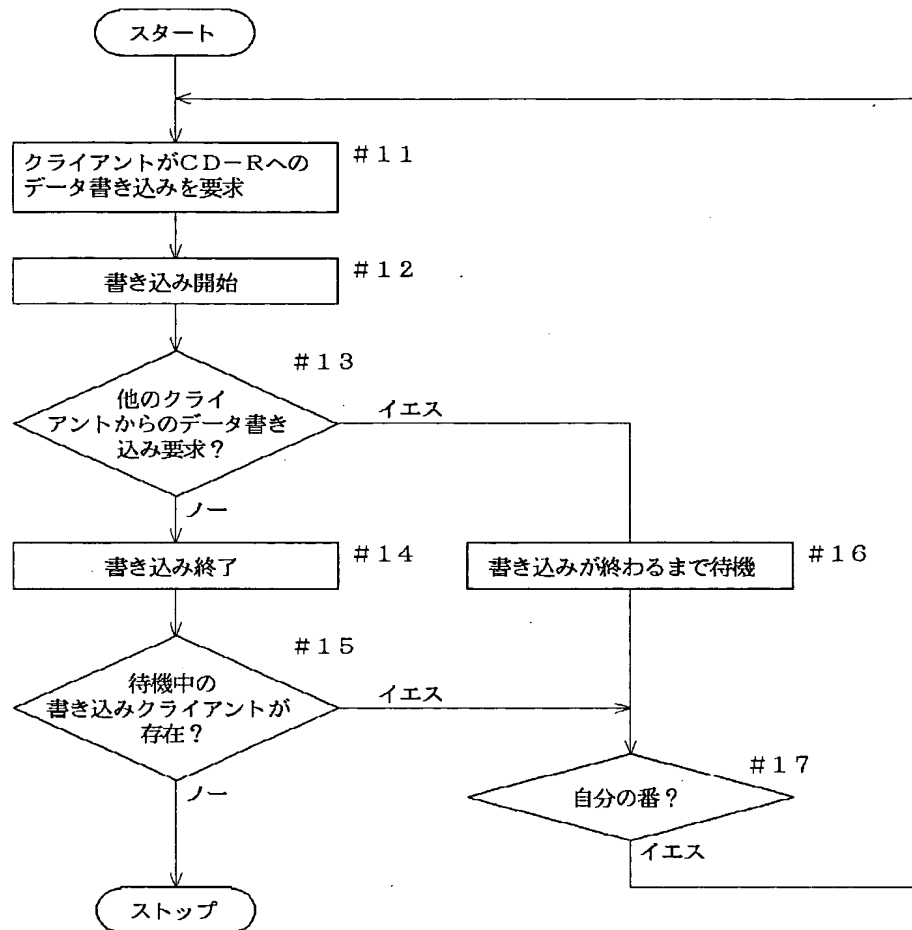 スタート
クライアントがCD－Rへの
データ書き込みを要求
＃１１
書き込み開始
＃１２
＃１３
他のクライ
アントからのデータ書き
込み要求？
イエス
ノー
書き込み終了
＃１４
書き込みが終わるまで待機
＃１６
＃１５
待機中の
書き込みクライアントが
存在？
イエス
ノー
＃１７
自分の番？
イエス
ストップ